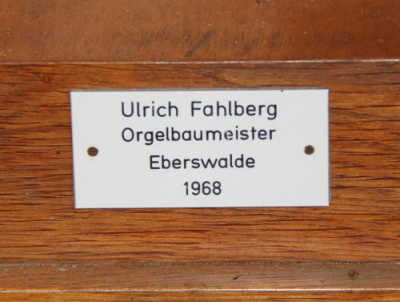 Ulrich Fahlberg
Orgelbaumeister
Eberswalde
1968